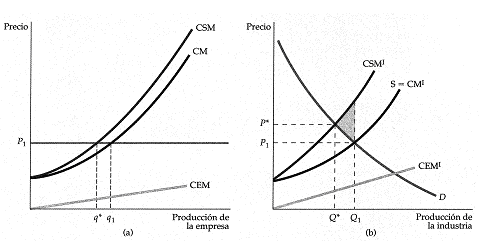 Precio
CSM
CM
P1
CEM
q* q1
Producción de
la empresa
(a)
Precio
CSMI
S = CMI
P*
P1
CEMI
D
Q* Q1
Producción de
la industria
(b)